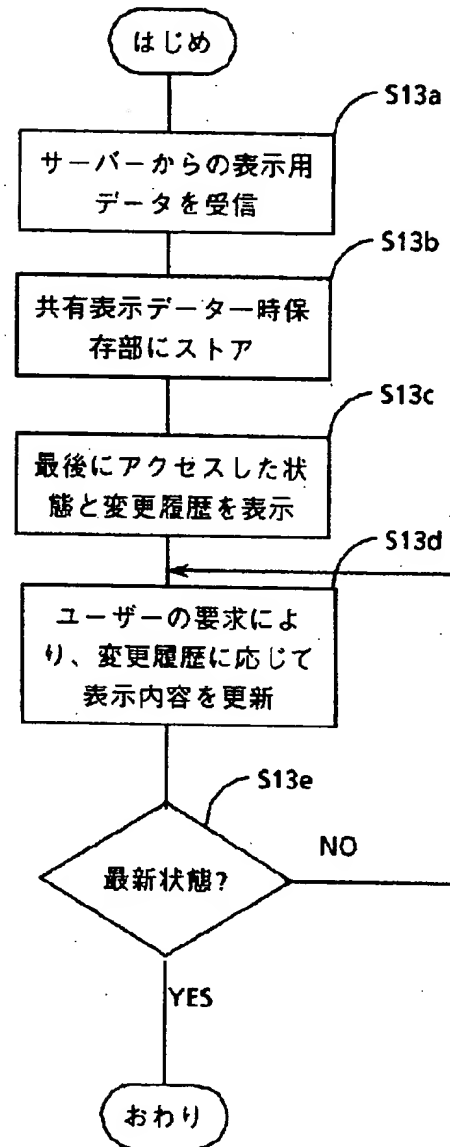 はじめ
S13a
サーバーからの表示用
データを受信
S13b
共有表示データ一時保
存部にストア
S13c
最後にアクセスした状
態と変更履歴を表示
S13d
ユーザーの要求によ
り、変更履歴に応じて
表示内容を更新
S13e
最新状態?
NO
YES
おわり